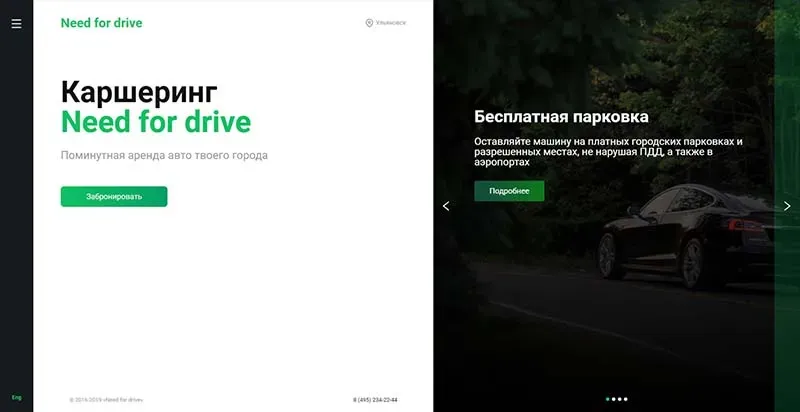 Need for drive
Ульяновск
Каршеринг
Need for drive
Поминутная аренда авто твоего города
Забронировать
Eng
© 2016-2019 «Need for drive»
8 (495) 234-22-44
Бесплатная парковка
Оставляйте машину на платных городских парковках и
разрешенных местах, не нарушая ПДД, а также в
аэропортах
Подробнее